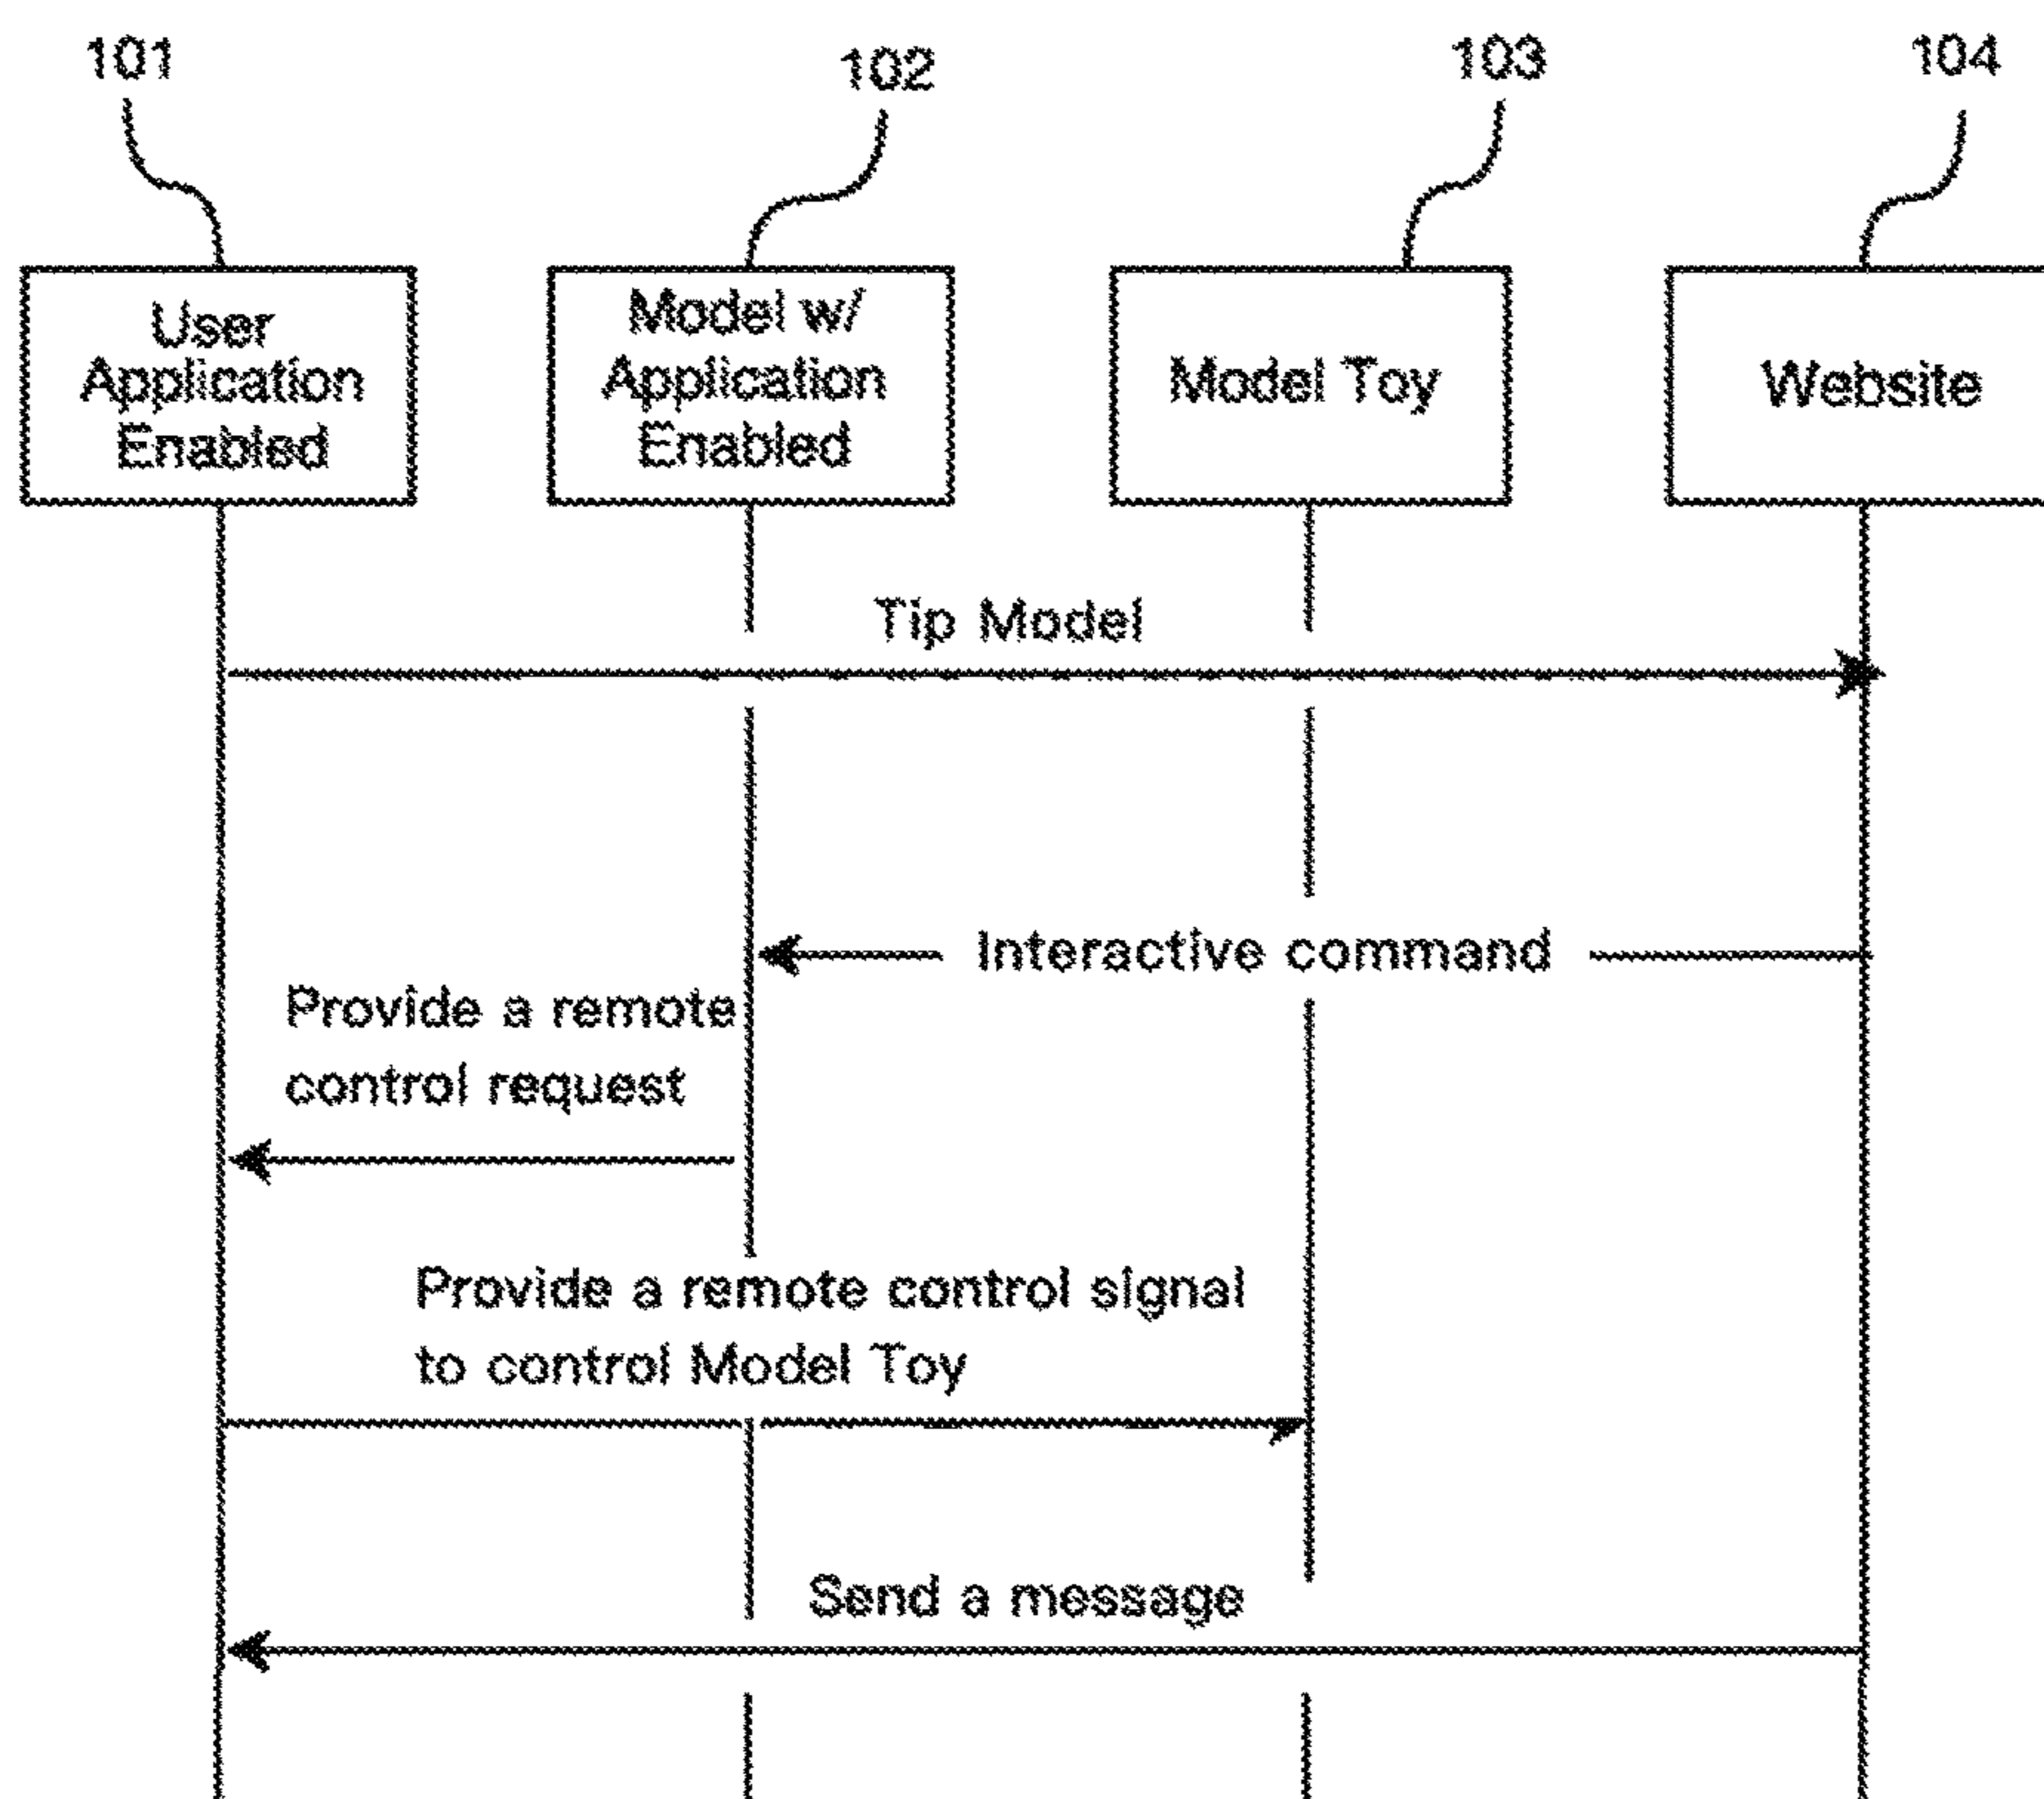 101
102
103
104
User
Application
Enabled
Model w/
Application
Enabled
Model Toy
Website
Tip Model
Interactive command
Provide a remote
control request
Provide a remote control signal
to control Model Toy
Send a message